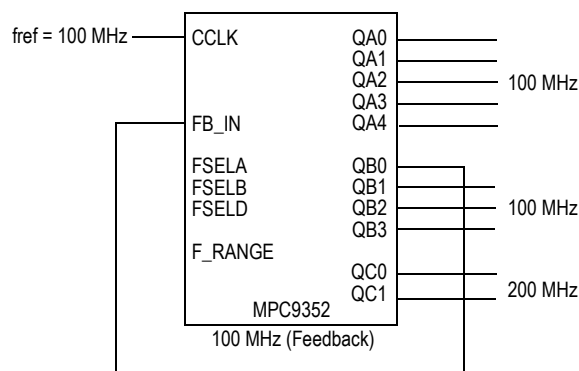 fref = 100 MHz
CCLK
QA0
QA1
QA2
QA3
QA4
100 MHz
FB_IN
FSELA
FSELB
FSELD
F_RANGE
QB0
QB1
QB2
QB3
100 MHz
QC0
QC1
200 MHz
MPC9352
100 MHz (Feedback)